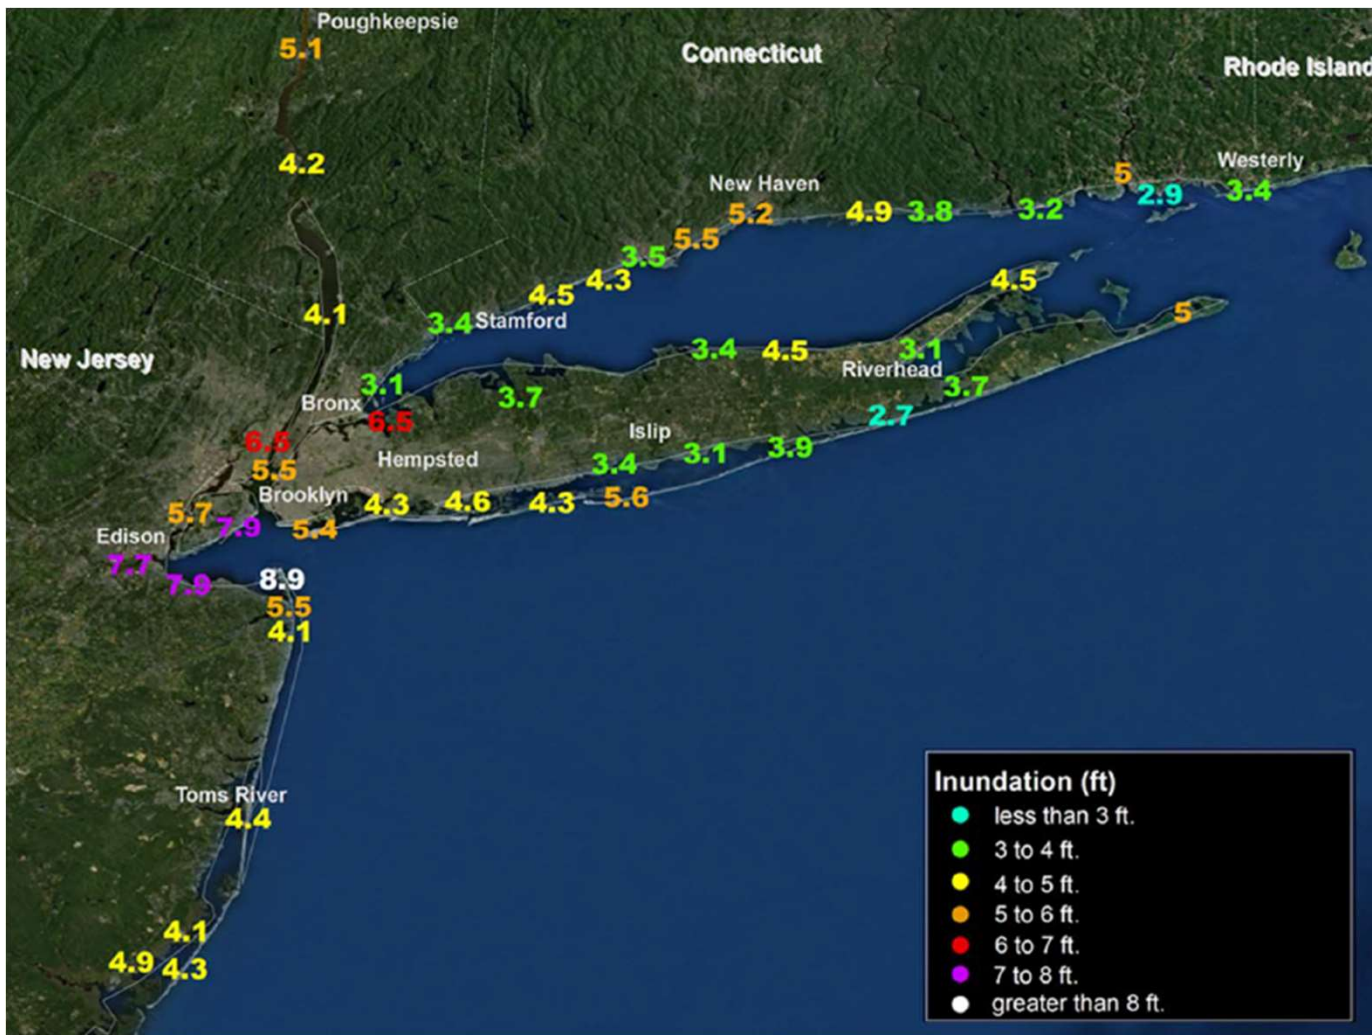 Poughkeepsie
5.1
Connecticut
Rhode Island
4.2
Westerly
5
New Haven
2.9
3.4
5.2
4.9
3.8
3.2
5.5
3.5
4.3
4.5
4.5
4.1
3.4
Stamford
5
New Jersey
3.4
4.5
3.1
Riverhead
3.1
3.7
3.7
Bronx
6.5
2.7
6.5
Islip
3.9
5.5
Hempsted
3.4
3.1
Brooklyn
4.3
4.6
4.3
5.6
5.7
7.9
5.4
Edison
7.7
7.9
8.9
5.5
4.1
Toms River
4.4
4.1
4.9
4.3
Inundation (ft)
less than 3 ft.
3 to 4 ft.
4 to 5 ft.
5 to 6 ft.
6 to 7 ft.
7 to 8 ft.
greater than 8 ft.